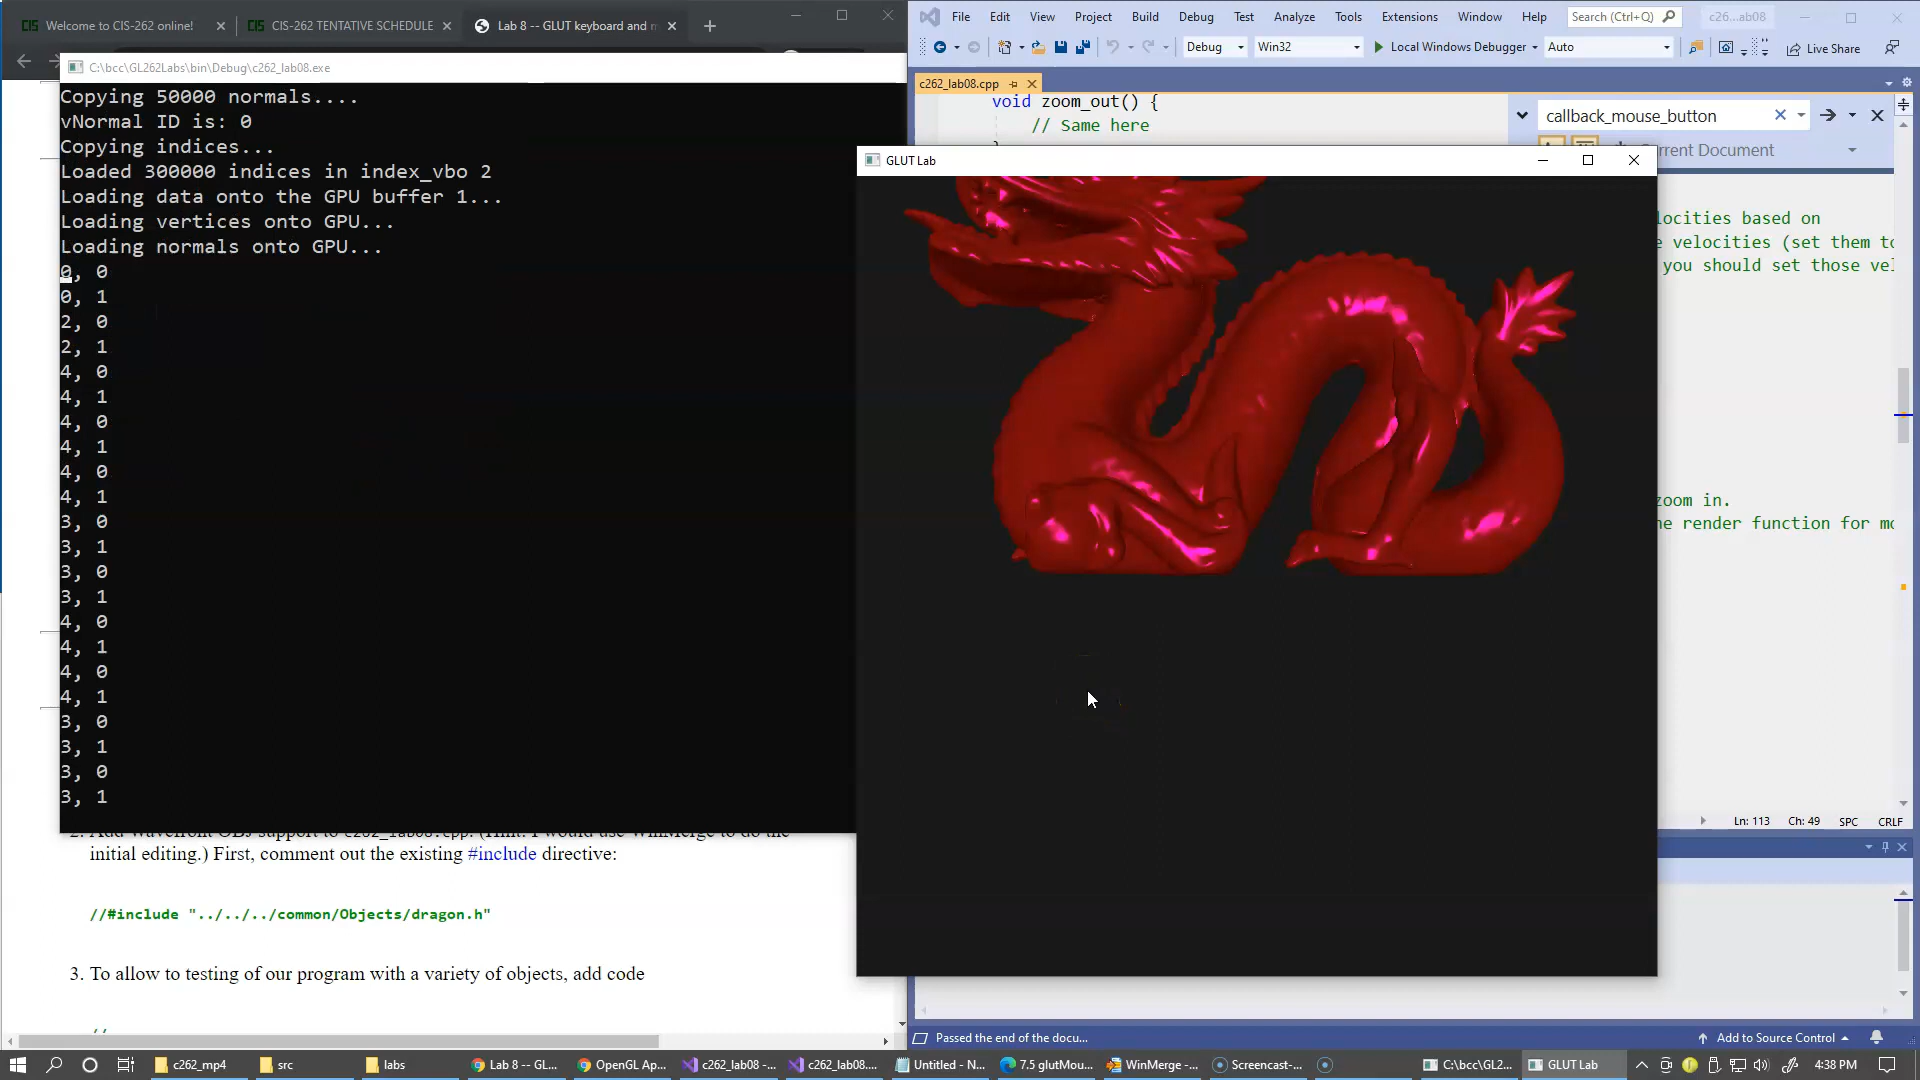 Welcome to CIS-262 online!
CIS-262 TENTATIVE SCHEDULE
Lab 8 -- GLUT keyboard and m
File Edit View Project Build Debug Test Analyze Tools Extensions Window Help Search (Ctrl+Q) c26...ab08
Debug Win32 Local Windows Debugger Auto Live Share
C:\bcc\GL262Labs\bin\Debug\c262_lab08.exe
Copying 50000 normals....
vNormal ID is: 0
Copying indices...
Loaded 300000 indices in index_vbo 2
Loading data onto the GPU buffer 1...
Loading vertices onto GPU...
Loading normals onto GPU...
0, 0
0, 1
2, 0
2, 1
4, 0
4, 1
4, 0
4, 1
4, 0
4, 1
3, 0
3, 1
3, 0
3, 1
4, 0
4, 1
4, 0
4, 1
3, 0
3, 1
3, 0
3, 1
c262_lab08.cpp
void zoom_out() {
// Same here
callback_mouse_button
Current Document
GLUT Lab
locities based on
e velocities (set them to
you should set those vel
zoom in.
he render function for mo
Ln: 113 Ch: 49 SPC CRLF
initial editing.) First, comment out the existing #include directive:
//#include "../../../common/Objects/dragon.h"
3. To allow to testing of our program with a variety of objects, add code
//
Passed the end of the docu...
Add to Source Control
c262_mp4
src
labs
Lab 8 -- GL...
OpenGL Ap...
c262_lab08 -...
c262_lab08....
Untitled - N...
7.5 glutMou...
WinMerge -...
Screencast-...
C:\bcc\GL2...
GLUT Lab
4:38 PM